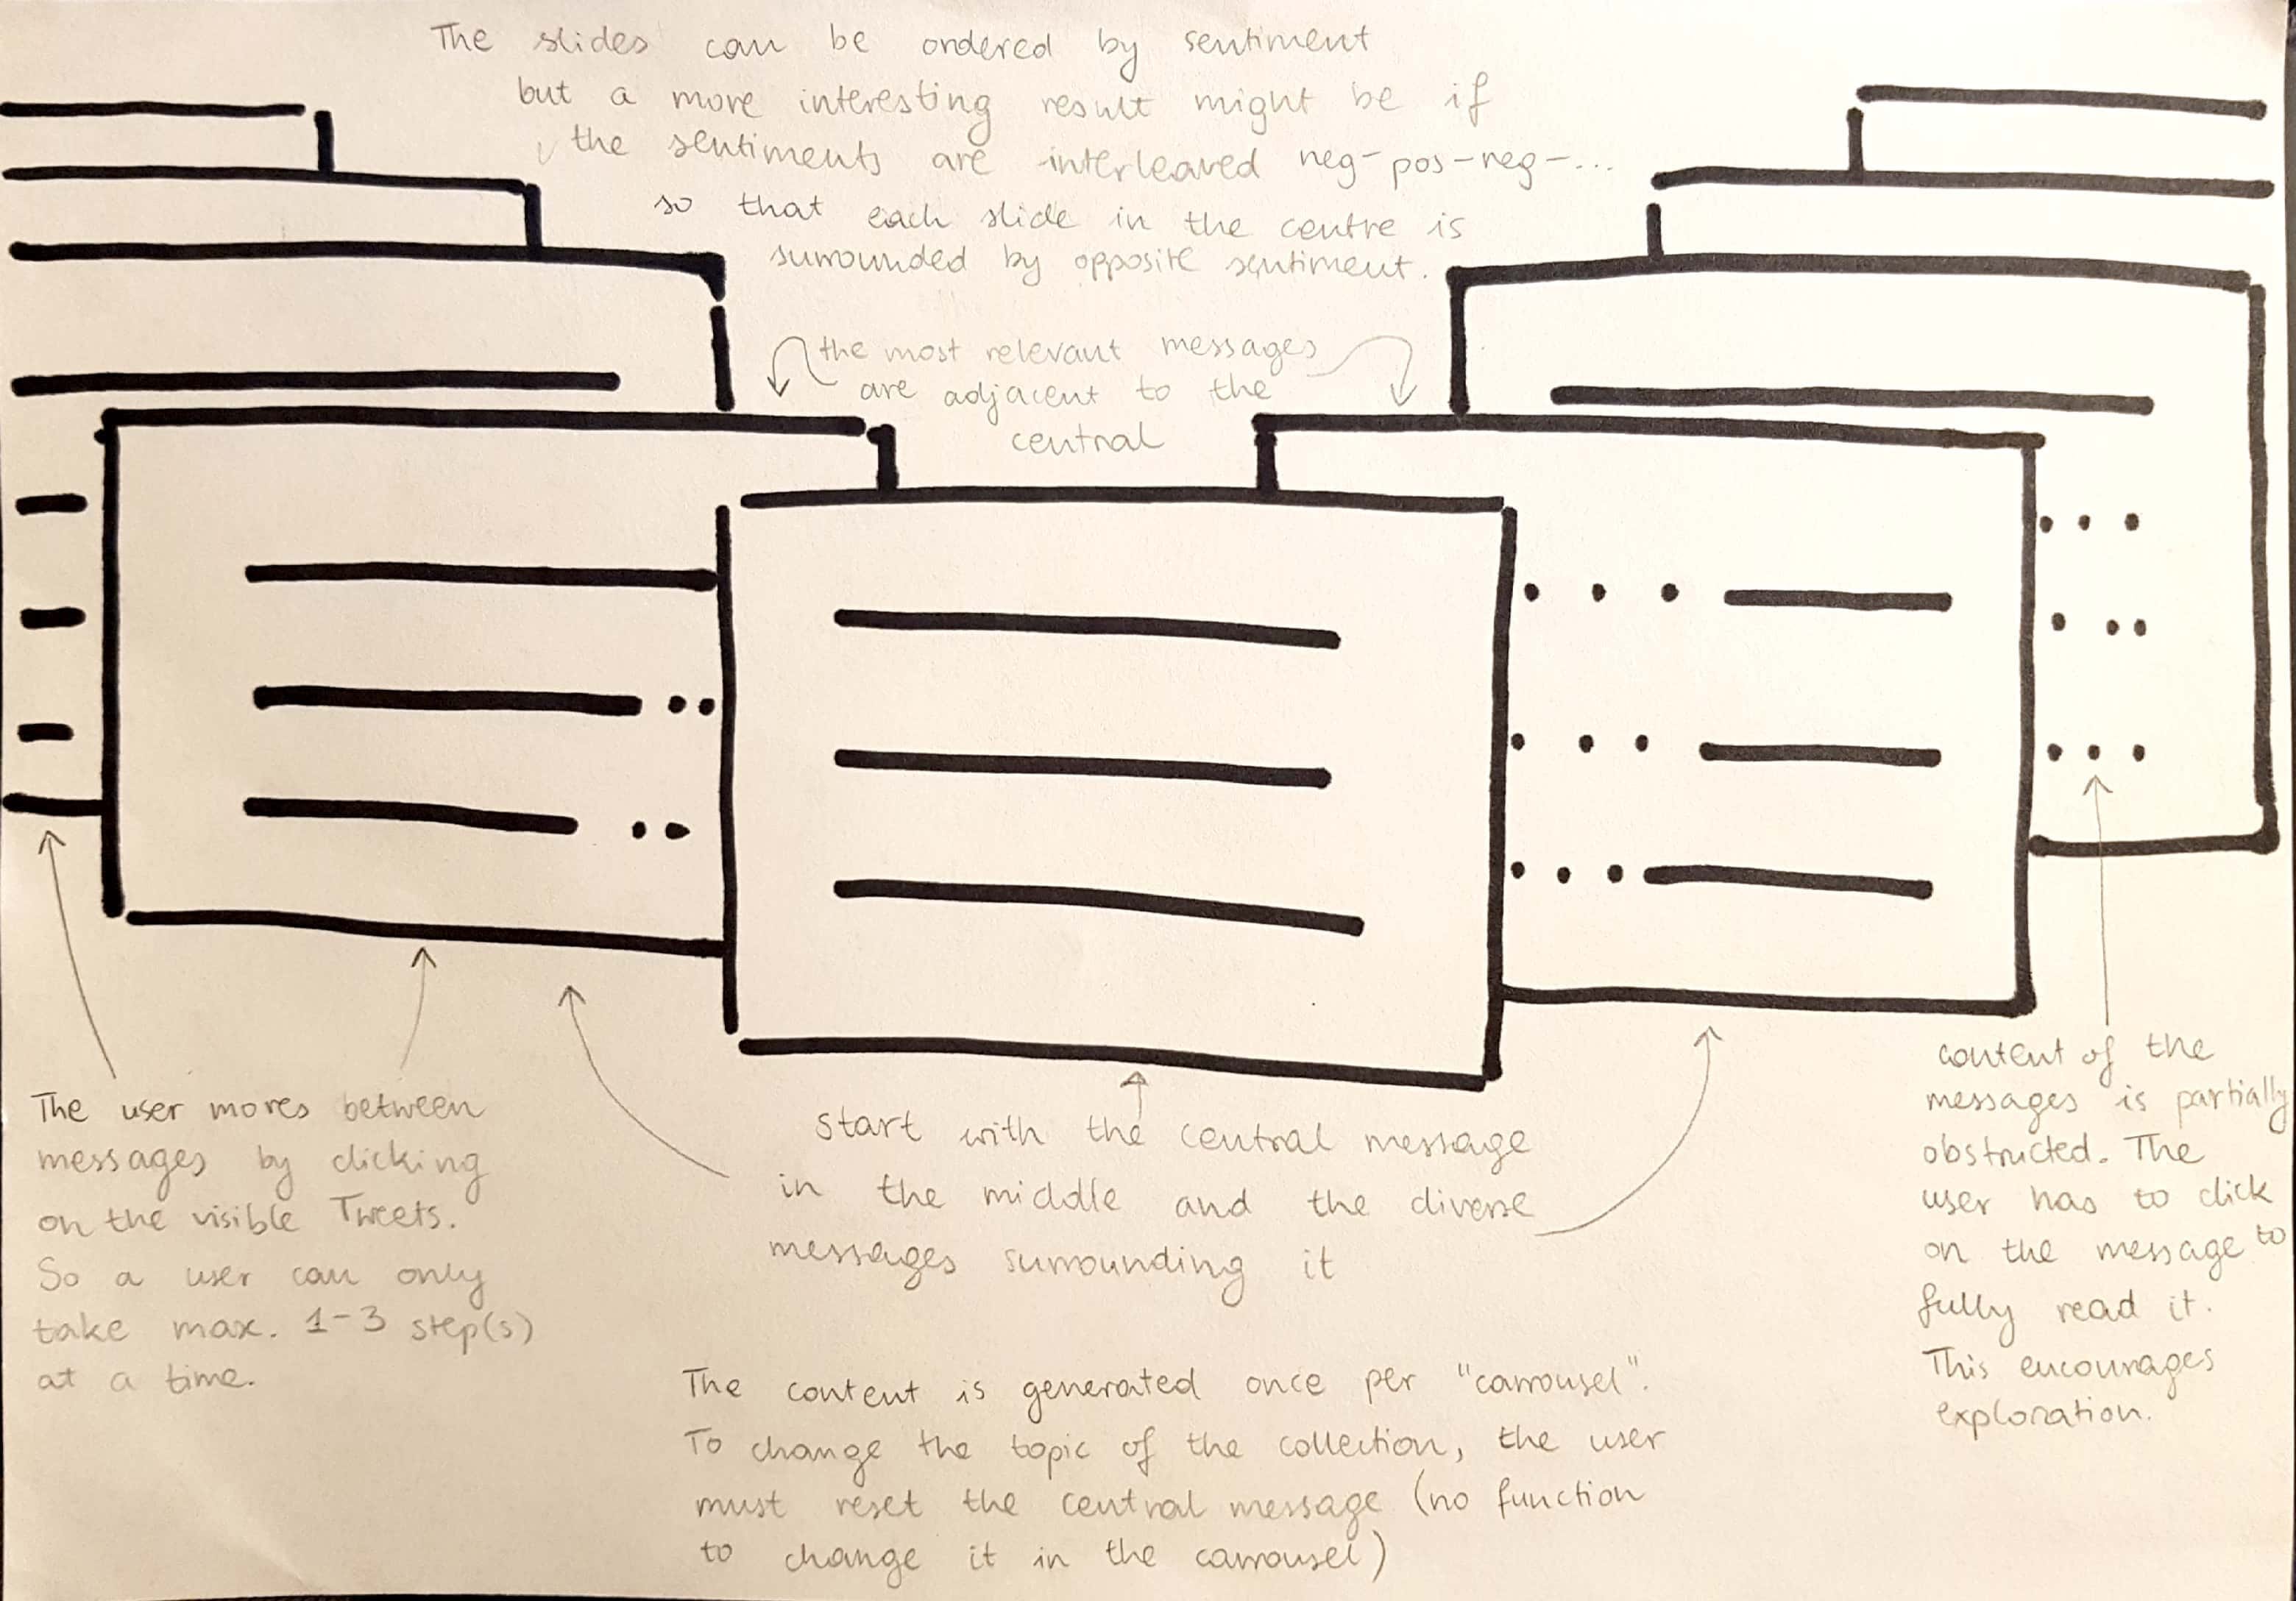 The slides can be ordered by sentiment
but a more interesting result might be if
the sentiments are interleaved neg-pos-neg-...
so that each slide in the centre is
surrounded by opposite sentiment.
the most relevant messages
are adjacent to the
central
The user moves between
messages by clicking
on the visible Tweets.
So a user can only
take max. 1-3 step(s)
at a time.
start with the central message
in the middle and the diverse
messages surrounding it
content of the
messages is partially
obstructed. The
user has to click
on the message to
fully read it.
This encourages
exploration.
The content is generated once per "carrousel".
To change the topic of the collection, the user
must reset the central message (no function
to change it in the carrousel)